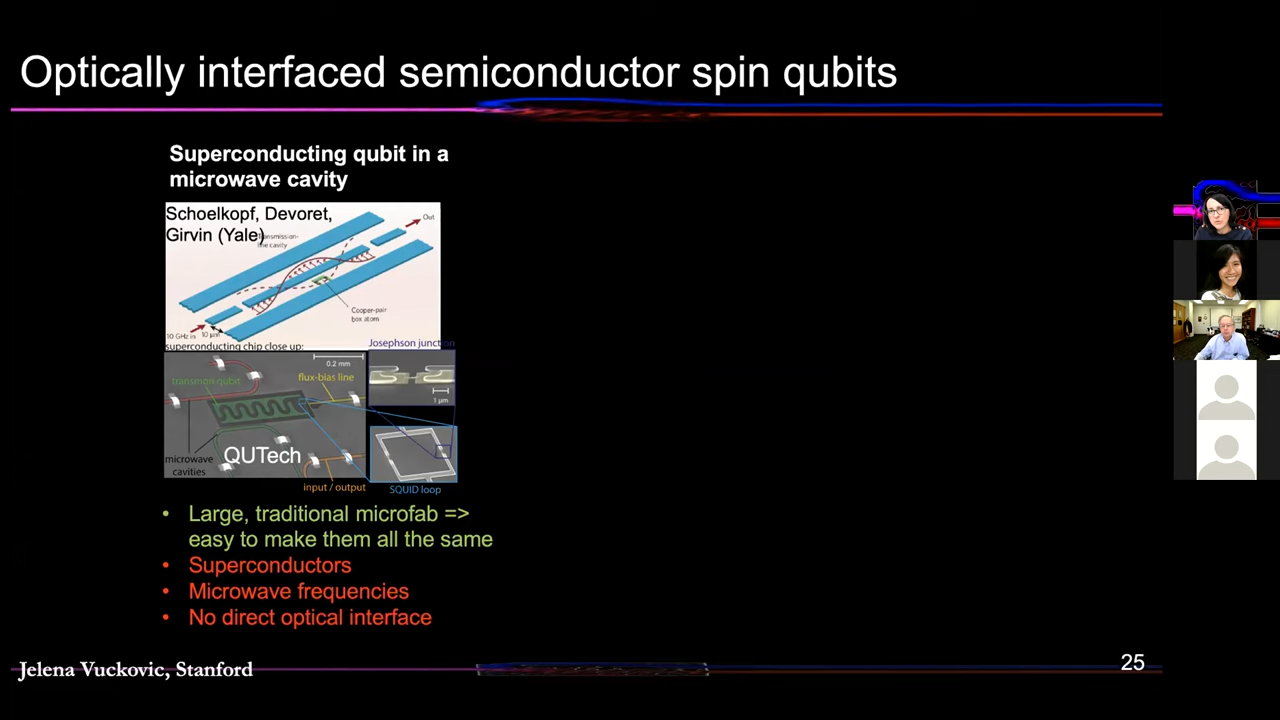 Optically interfaced semiconductor spin qubits
Superconducting qubit in a
microwave cavity
Schoelkopf, Devoret,
Girvin (Yale)
Out
cavity
Cooper-pair
box atom
10 GHz in
10 µm
superconducting chip close up:
Josephson junction
0.2 mm
transmon qubit
flux-bias line
1 µm
microwave
cavities
QUTech
input / output
SQUID loop
• Large, traditional microfab =>
easy to make them all the same
• Superconductors
• Microwave frequencies
• No direct optical interface
Jelena Vuckovic, Stanford
25